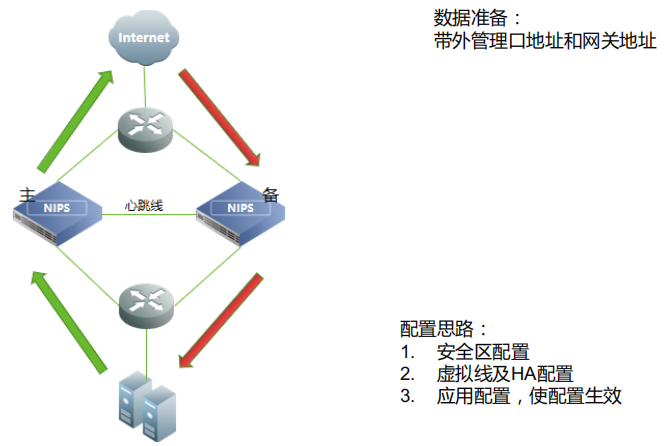 数据准备：
带外管理口地址和网关地址
Internet
主
备
NIPS
心跳线
NIPS
配置思路：
1. 安全区配置
2. 虚拟线及HA配置
3. 应用配置，使配置生效